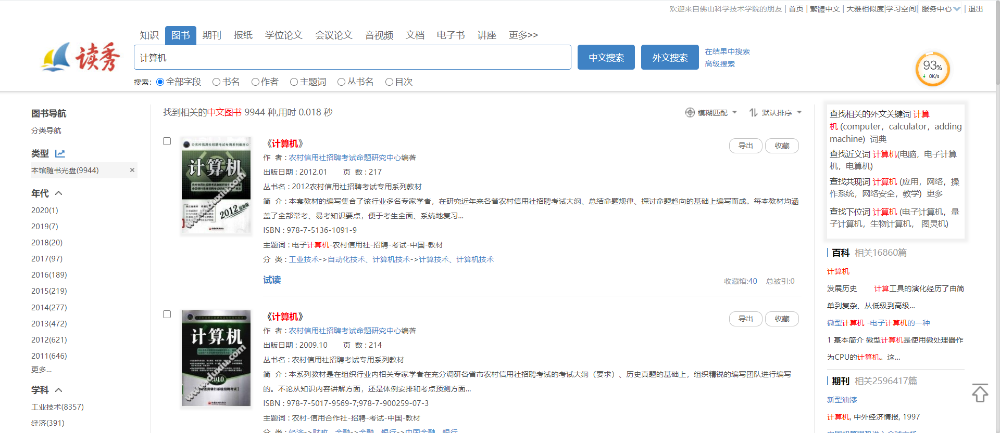 欢迎来自佛山科学技术学院的朋友 | 首页 | 繁體中文 | 大雅相似度|学习空间| 服务中心 | 退出
知识 图书 期刊 报纸 学位论文 会议论文 音视频 文档 电子书 讲座 更多>>
读秀
计算机
中文搜索 外文搜索
在结果中搜索
高级搜索
93%
0K/s
搜索: 全部字段 书名 作者 主题词 丛书名 目次
图书导航
分类导航
类型
本馆随书光盘(9944) ×
年代
2020(1)
2019(7)
2018(20)
2017(97)
2016(189)
2015(219)
2014(277)
2013(472)
2012(621)
2011(646)
更多...
学科
工业技术(8357)
经济(391)
找到相关的中文图书 9944 种,用时 0.018 秒
模糊匹配 默认排序
农村信用社招聘考试专用系列教材
计算机
2012最新版
www.duxiu.com
《计算机》
导出 收藏
作 者 : 农村信用社招聘考试命题研究中心编著
出版日期 : 2012.01 页 数 : 217
丛书名 : 2012农村信用社招聘考试专用系列教材
简 介 : 本套教材的编写集合了该行业多名专家学者，在研究近年来各省农村信用社招聘考试大纲、总结命题规律、探讨命题趋向的基础上编写而成。每本教材均涵
盖了全部常考、易考知识要点，便于考生全面、系统地复习...
ISBN : 978-7-5136-1091-9
主题词 : 电子计算机-农村信用社-招聘-考试-中国-教材
分 类 : 工业技术->自动化技术、计算机技术->计算技术、计算机技术
试读
收藏馆:40 总被引:0
计算机
www.duxiu.com
《计算机》
导出 收藏
作 者 : 农村信用社招聘考试命题研究中心编著
出版日期 : 2009.10 页 数 : 214
丛书名 : 农村信用社招聘考试专用系列教材
简 介 : 本系列教材是在组织行业内相关专家学者在充分调研各省市农村信用社招聘考试的考试大纲（要求）、历史真题的基础上，组织精锐的编写团队进行编写
的。不论从知识内容讲解方面，还是体例安排和考点预测方面...
ISBN : 978-7-5017-9569-7;978-7-900259-07-3
主题词 : 农村-信用合作社-招聘-考试-中国-教材
分 类 : 经济->财政、金融->金融、银行->中国金融、银行
查找相关的外文关键词 计算
机 (computer，calculator，adding
machine) 词典
查找近义词 计算机(电脑，电子计算
机，电算机)
查找共现词 计算机 (应用，网络，操
作系统，网络安全，教学) 更多
查找下位词 计算机 (电子计算机，量
子计算机，生物计算机， 图灵机)
百科 相关16860篇
计算机
发展历史 计算工具的演化经历了由简
单到复杂、从低级到高级...
微型计算机 -电子计算机的一种
1 基本简介 微型计算机是使用微处理器作
为CPU的计算机。这...
期刊 相关2596417篇
新型油漆
计算机, 中外经济情报, 1997